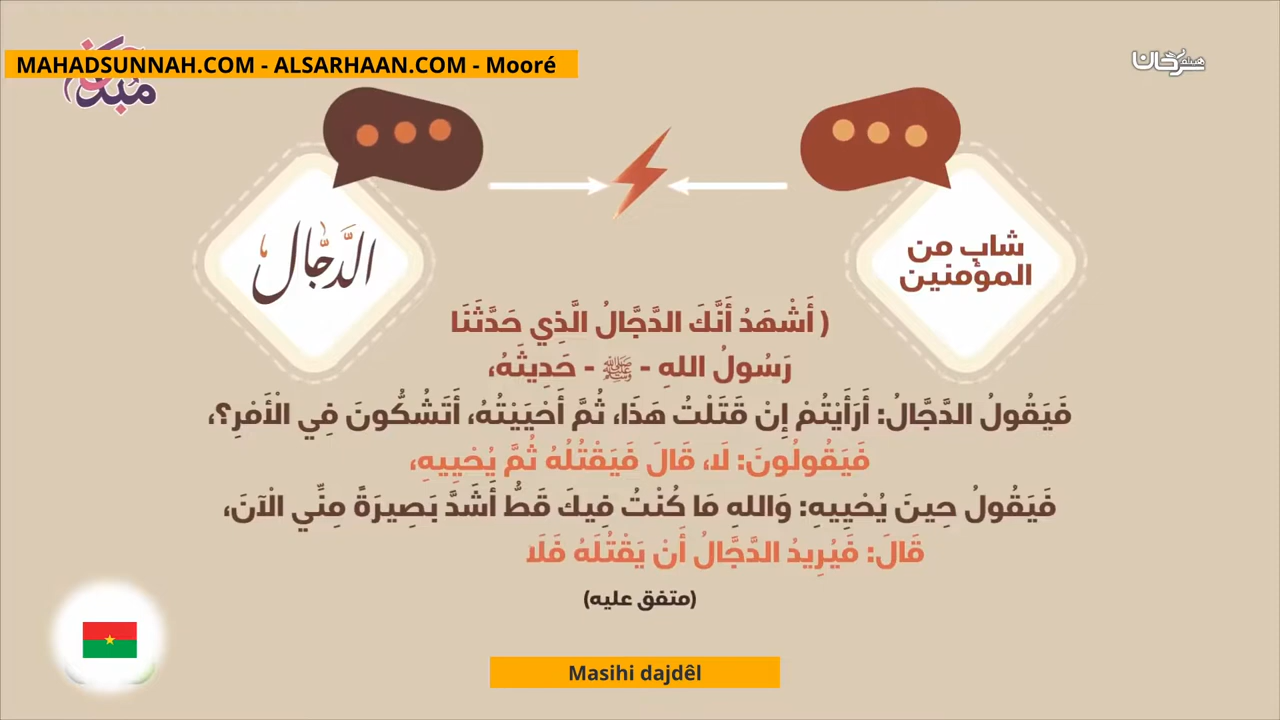 MAHADSUNNAH.COM - ALSARHAAN.COM - Mooré
هيثم سرحان
الدَّجَّال
شاب من
المؤمنين
( أَشْهَدُ أَنَّكَ الدَّجَّالُ الَّذِي حَدَّثَنَا
رَسُولُ اللهِ - ﷺ - حَدِيثَهُ،
فَيَقُولُ الدَّجَّالُ: أَرَأَيْتُمْ إِنْ قَتَلْتُ هَذَا، ثُمَّ أَحْيَيْتُهُ، أَتَشُكُّونَ فِي الْأَمْرِ؟،
فَيَقُولُونَ: لَا، قَالَ فَيَقْتُلُهُ ثُمَّ يُحْيِيهِ،
فَيَقُولُ حِينَ يُحْيِيهِ: وَاللهِ مَا كُنْتُ فِيكَ قَطُّ أَشَدَّ بَصِيرَةً مِنِّي الْآنَ،
قَالَ: فَيُرِيدُ الدَّجَّالُ أَنْ يَقْتُلَهُ فَلَا
(متفق عليه)
Masihi dajdêl